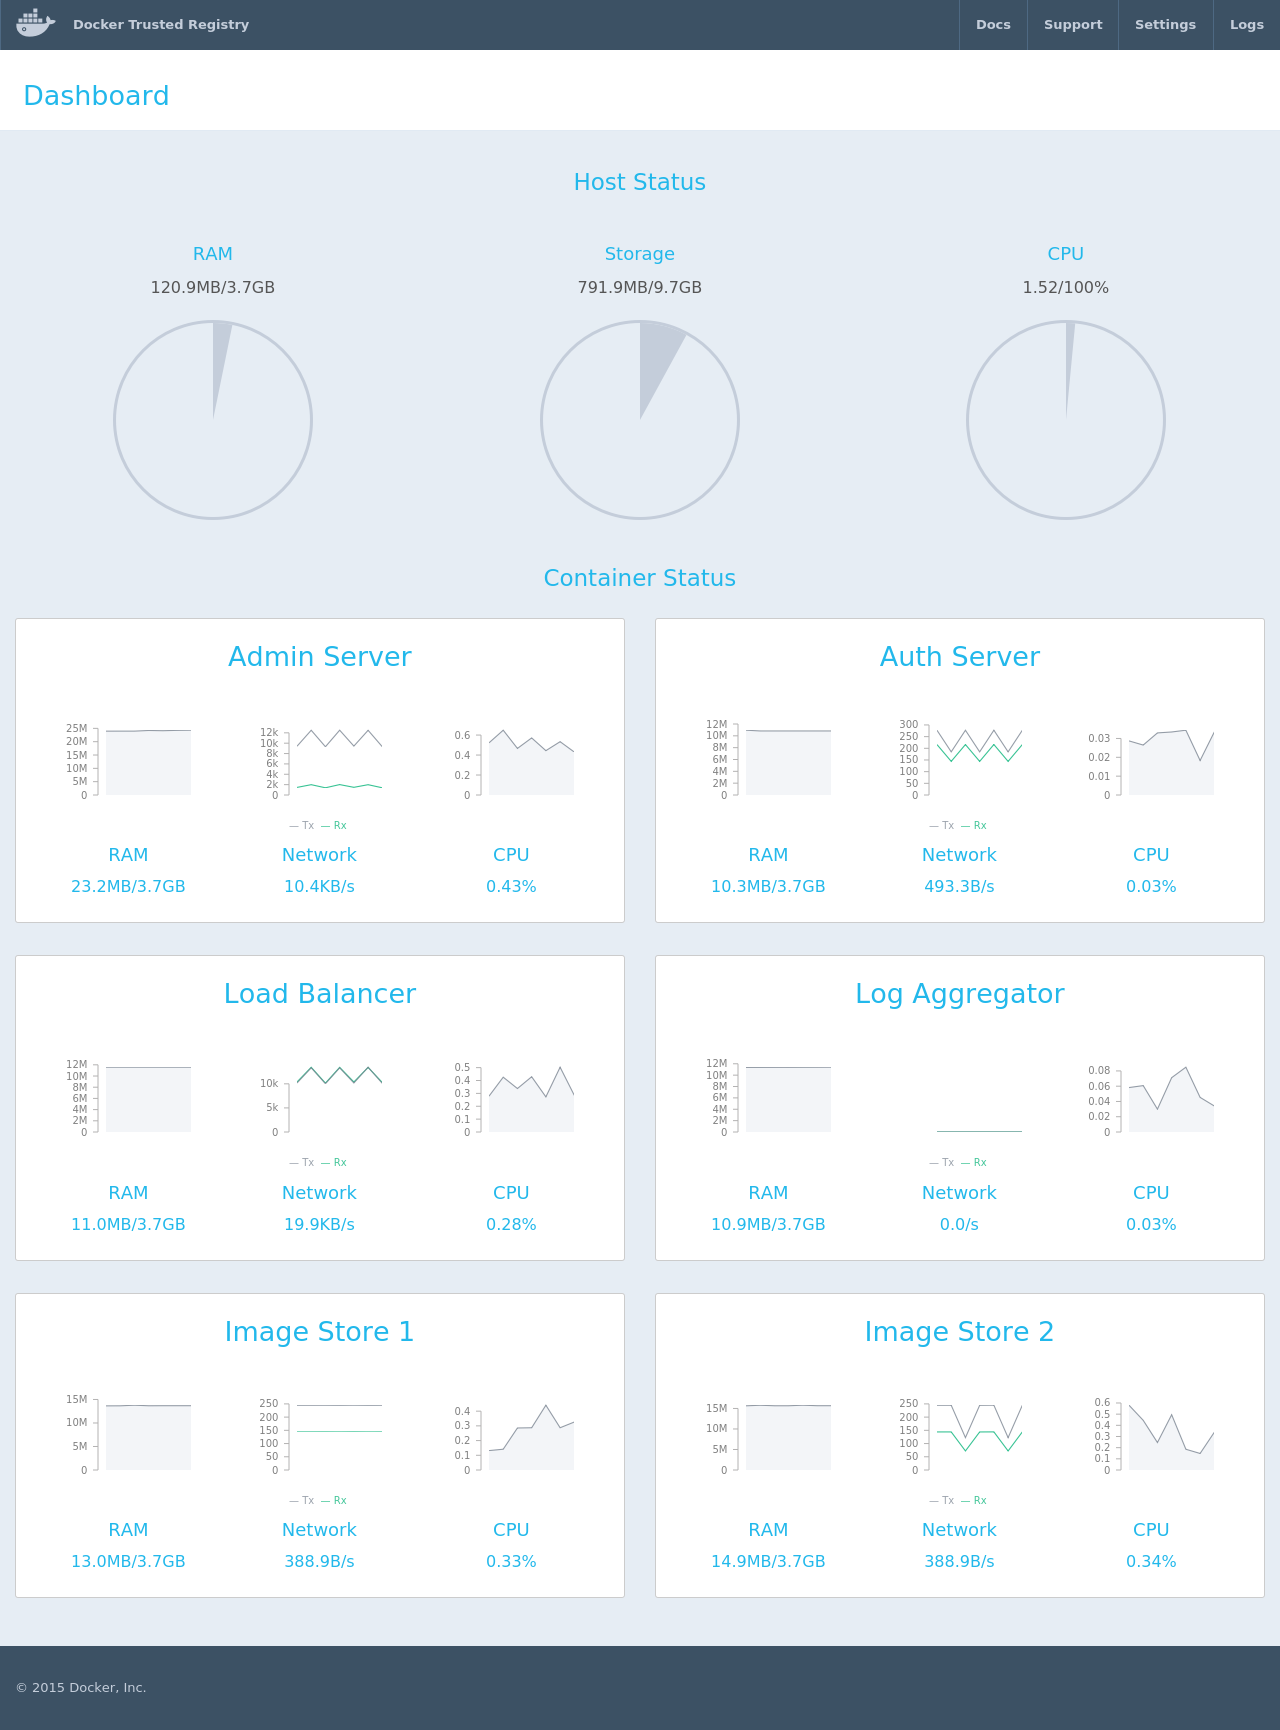 Docker Trusted Registry
Docs Support Settings Logs
Dashboard
Host Status
RAM Storage CPU
120.9MB/3.7GB 791.9MB/9.7GB 1.52/100%
Container Status
Admin Server
25M
20M
15M
10M
5M
0
12k
10k
8k
6k
4k
2k
0
0.6
0.4
0.2
0
— Tx — Rx
RAM Network CPU
23.2MB/3.7GB 10.4KB/s 0.43%
Auth Server
12M
10M
8M
6M
4M
2M
0
300
250
200
150
100
50
0
0.03
0.02
0.01
0
— Tx — Rx
RAM Network CPU
10.3MB/3.7GB 493.3B/s 0.03%
Load Balancer
12M
10M
8M
6M
4M
2M
0
10k
5k
0
0.5
0.4
0.3
0.2
0.1
0
— Tx — Rx
RAM Network CPU
11.0MB/3.7GB 19.9KB/s 0.28%
Log Aggregator
12M
10M
8M
6M
4M
2M
0
0.08
0.06
0.04
0.02
0
— Tx — Rx
RAM Network CPU
10.9MB/3.7GB 0.0/s 0.03%
Image Store 1
15M
10M
5M
0
250
200
150
100
50
0
0.4
0.3
0.2
0.1
0
— Tx — Rx
RAM Network CPU
13.0MB/3.7GB 388.9B/s 0.33%
Image Store 2
15M
10M
5M
0
250
200
150
100
50
0
0.6
0.5
0.4
0.3
0.2
0.1
0
— Tx — Rx
RAM Network CPU
14.9MB/3.7GB 388.9B/s 0.34%
© 2015 Docker, Inc.